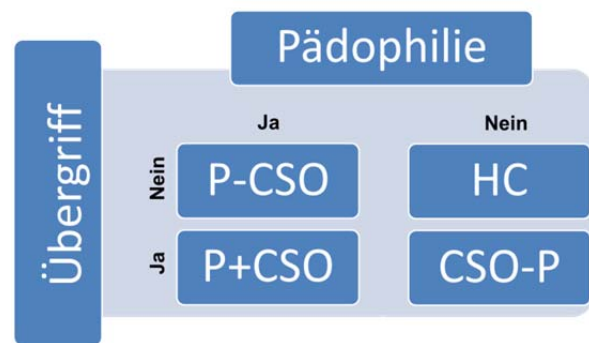 Pädophilie
Übergriff
Ja
Nein
Nein
P-CSO
HC
Ja
P+CSO
CSO-P